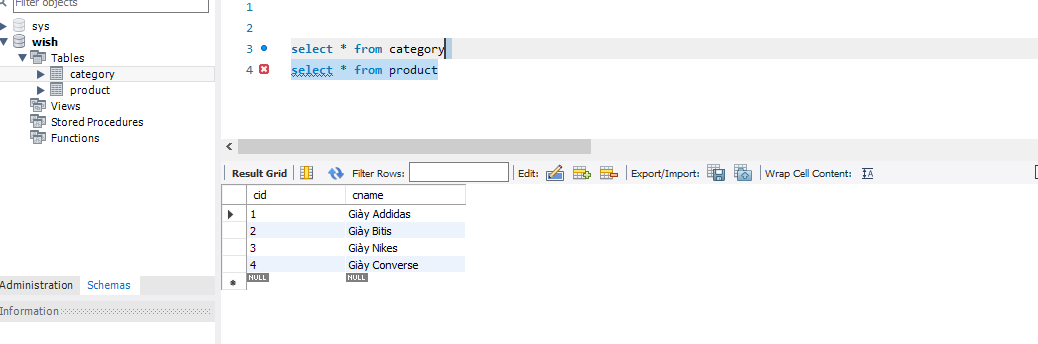 Filter objects
sys
wish
Tables
category
product
Views
Stored Procedures
Functions
Administration Schemas
Information
1
2
3 select * from category
4 select * from product
Result Grid Filter Rows: Edit: Export/Import: Wrap Cell Content: IA
cid cname
1 Giày Addidas
2 Giày Bitis
3 Giày Nikes
4 Giày Converse
NULL NULL